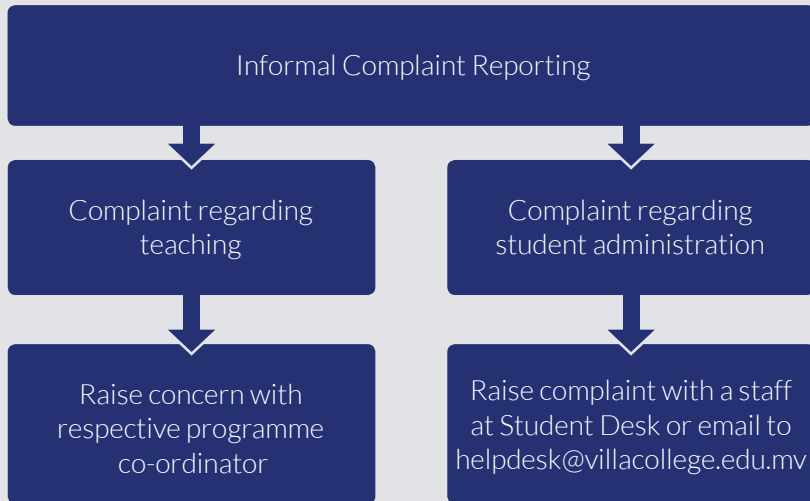 Informal Complaint Reporting
Complaint regarding
teaching
Complaint regarding
student administration
Raise concern with
respective programme
co-ordinator
Raise complaint with a staff
at Student Desk or email to
helpdesk@villacollege.edu.mv